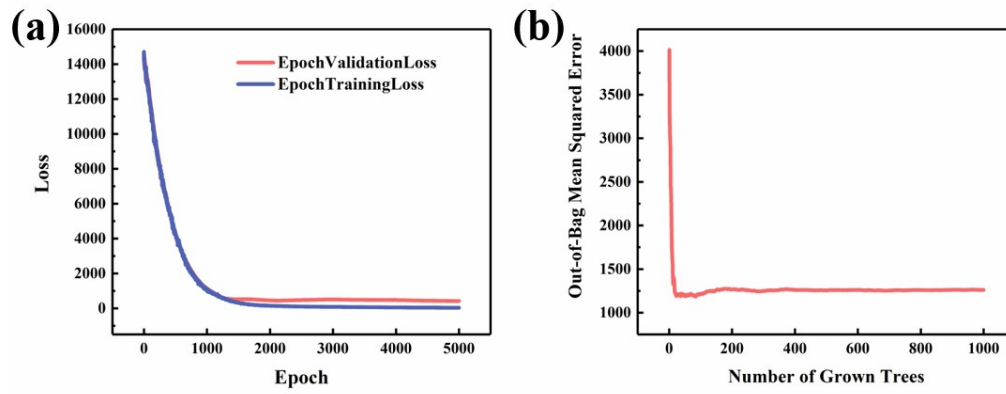 (a)
16000
14000
12000
10000
8000
6000
4000
2000
0
Loss
EpochValidationLoss
EpochTrainingLoss
0 1000 2000 3000 4000 5000
Epoch
(b)
4000
3500
3000
2500
2000
1500
1000
Out-of-Bag Mean Squared Error
0 200 400 600 800 1000
Number of Grown Trees